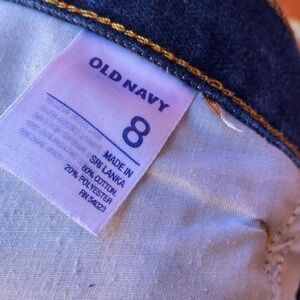 OLD NAVY
8
MADE IN
SRI LANKA
80% COTTON
20% POLYESTER
RN 54023